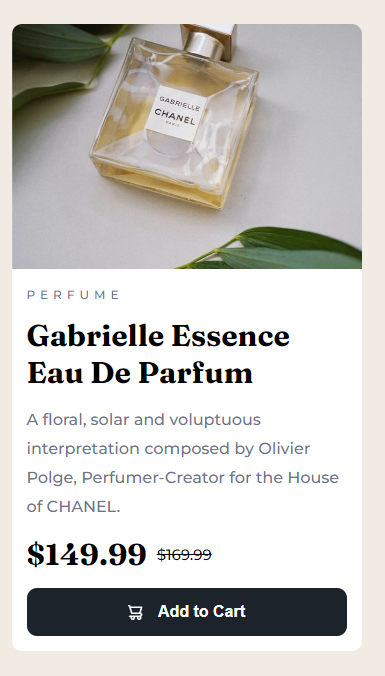 GABRIELLE
CHANEL
PARIS
PERFUME
Gabrielle Essence
Eau De Parfum
A floral, solar and voluptuous
interpretation composed by Olivier
Polge, Perfumer-Creator for the House
of CHANEL.
$149.99 $169.99
Add to Cart